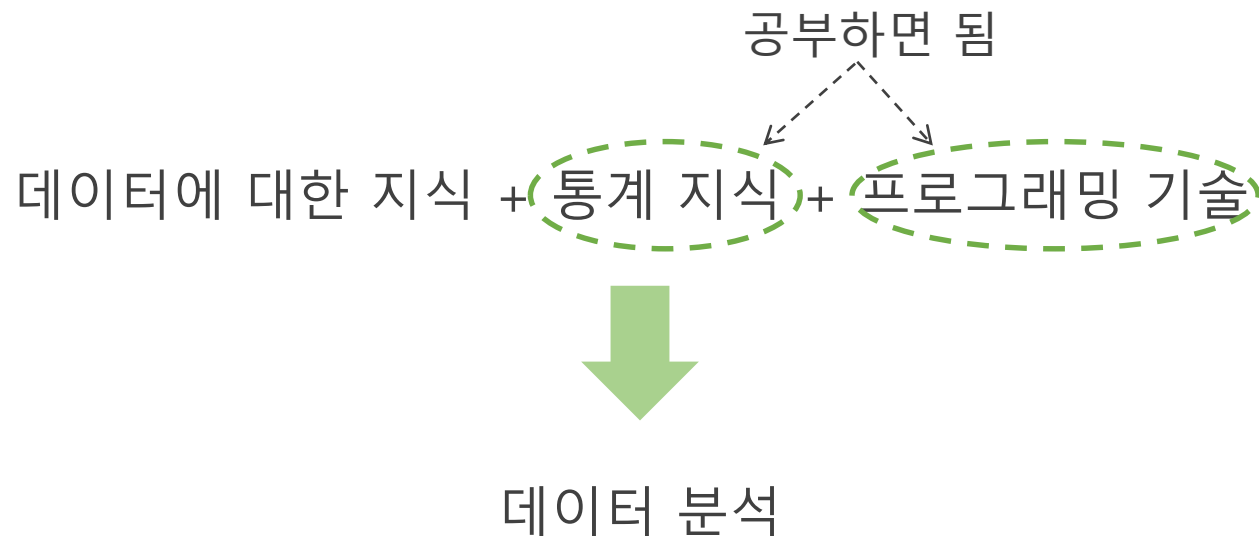 공부하면 됨
데이터에 대한 지식 + 통계 지식 + 프로그래밍 기술
데이터 분석